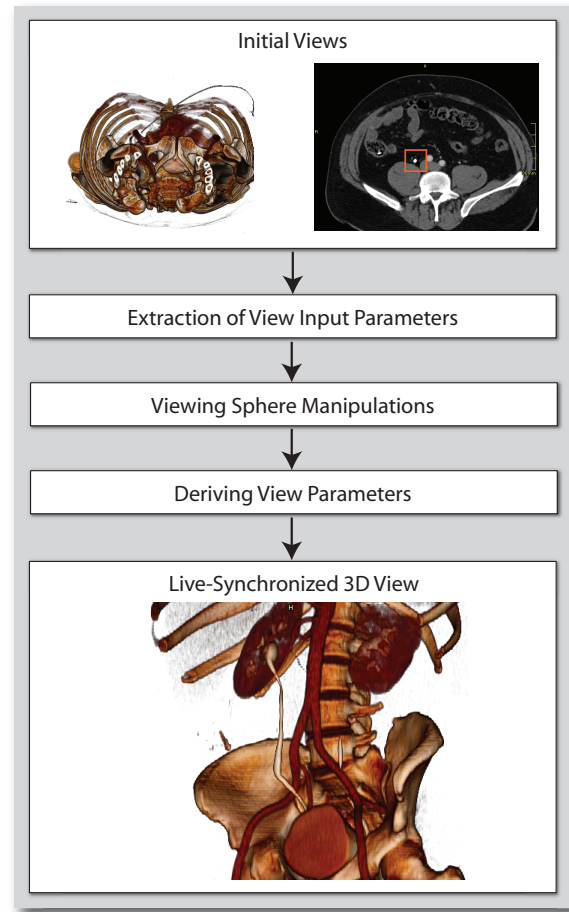 Initial Views
Extraction of View Input Parameters
Viewing Sphere Manipulations
Deriving View Parameters
Live-Synchronized 3D View
H